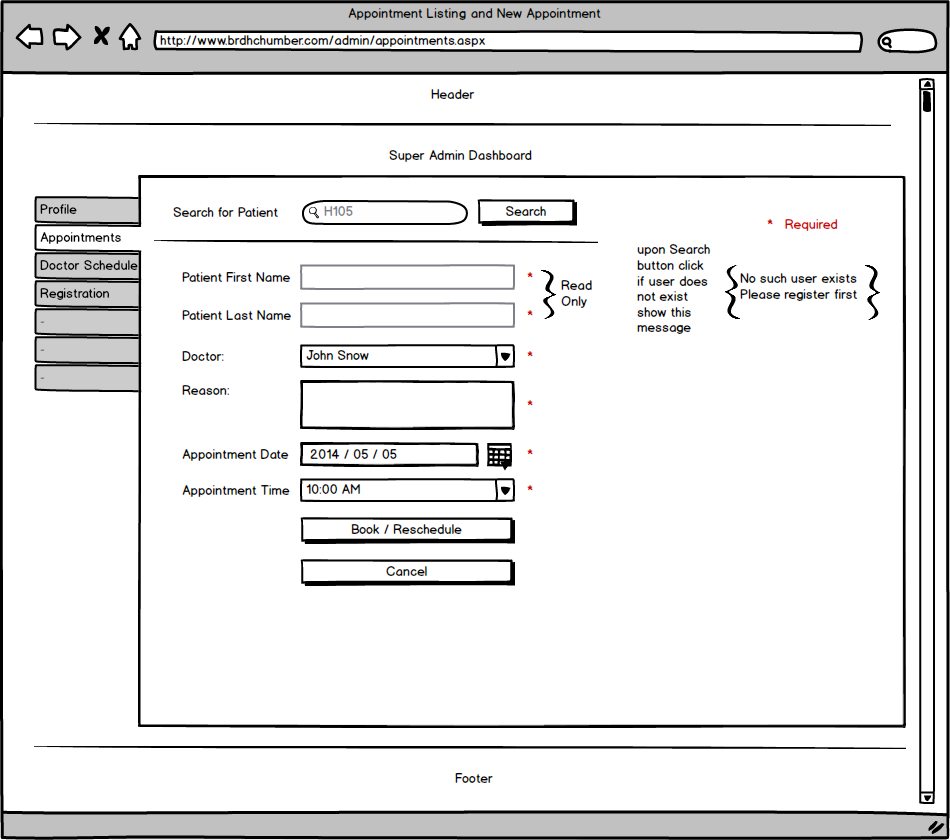 Appointment Listing and New Appointment
http://www.brdhchumber.com/admin/appointments.aspx
Header
Super Admin Dashboard
Profile
Appointments
Doctor Schedule
Registration
-
-
-
Search for Patient
H105
Search
* Required
upon Search
button click
if user does
not exist
show this
message
No such user exists
Please register first
Patient First Name
*
Patient Last Name
*
Read
Only
Doctor:
John Snow
*
Reason:
*
Appointment Date
2014 / 05 / 05
*
Appointment Time
10:00 AM
*
Book / Reschedule
Cancel
Footer